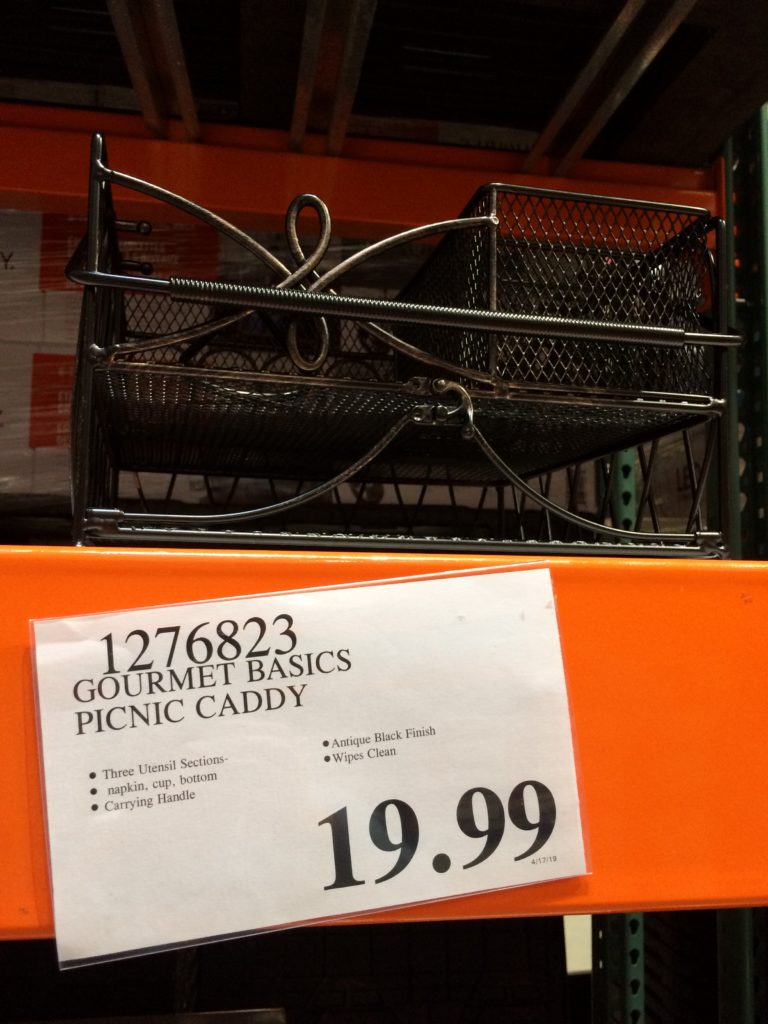 Y.
1276823
GOURMET BASICS
PICNIC CADDY
● Three Utensil Sections-
● napkin, cup, bottom
● Carrying Handle
● Antique Black Finish
● Wipes Clean
19.99
4/17/19